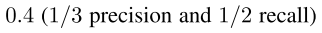 0.4 (1/3 precision and 1/2 recall)